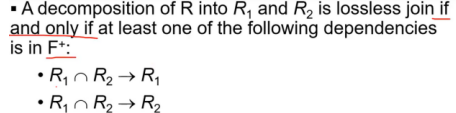 ▪ A decomposition of R into R₁ and R₂ is lossless join if
and only if at least one of the following dependencies
is in F⁺:
• R₁ ∩ R₂ → R₁
• R₁ ∩ R₂ → R₂